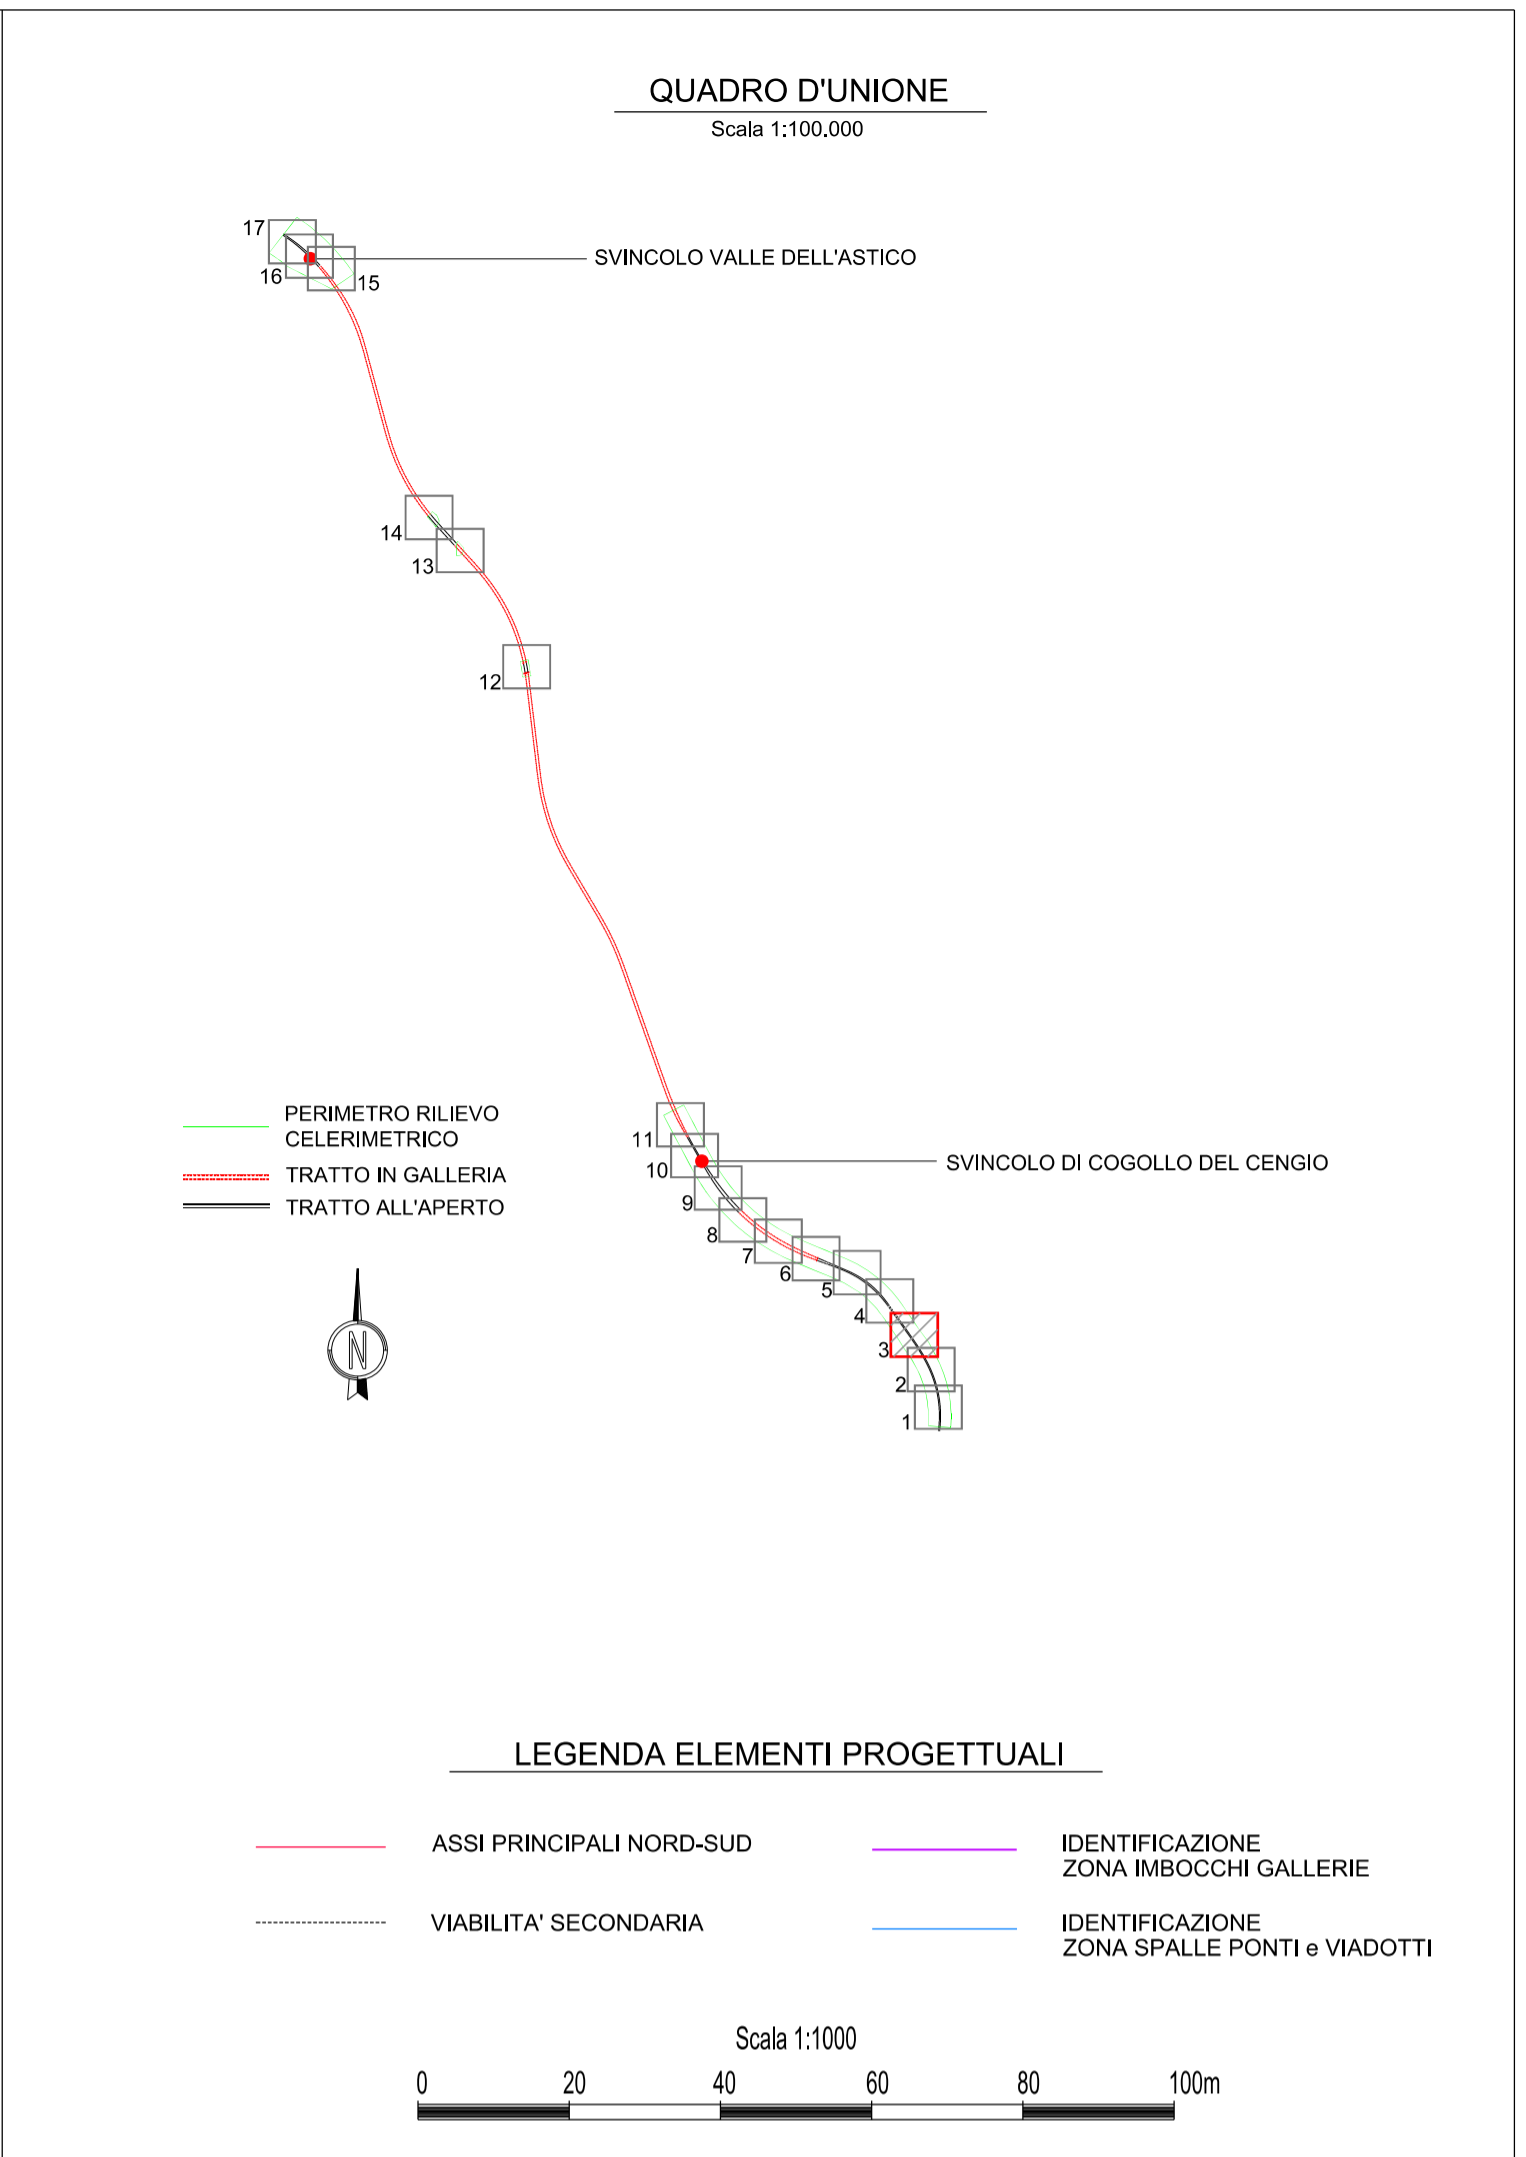 QUADRO D'UNIONE
Scala 1:100.000
17
SVINCOLO VALLE DELL'ASTICO
16
15
14
13
12
PERIMETRO RILIEVO
CELERIMETRICO
TRATTO IN GALLERIA
TRATTO ALL'APERTO
11
SVINCOLO DI COGOLLO DEL CENGIO
10
9
8
7
6
5
4
3
2
1
N
LEGENDA ELEMENTI PROGETTUALI
ASSI PRINCIPALI NORD-SUD
IDENTIFICAZIONE
ZONA IMBOCCHI GALLERIE
VIABILITA' SECONDARIA
IDENTIFICAZIONE
ZONA SPALLE PONTI e VIADOTTI
Scala 1:1000
0 20 40 60 80 100m